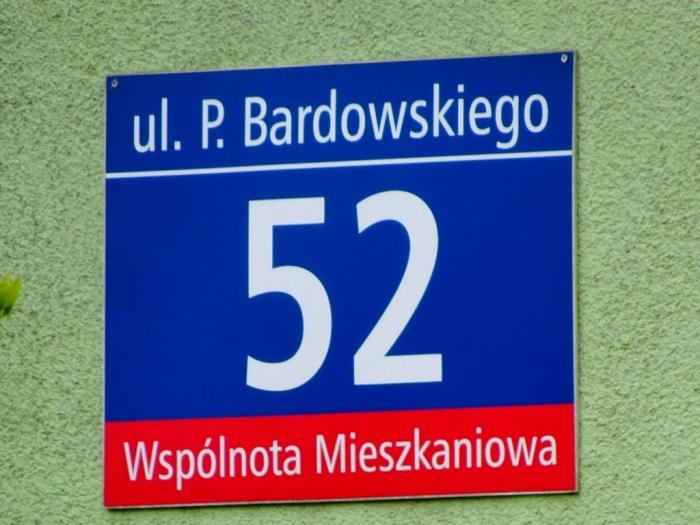 ul. P. Bardowskiego
52
Wspólnota Mieszkaniowa